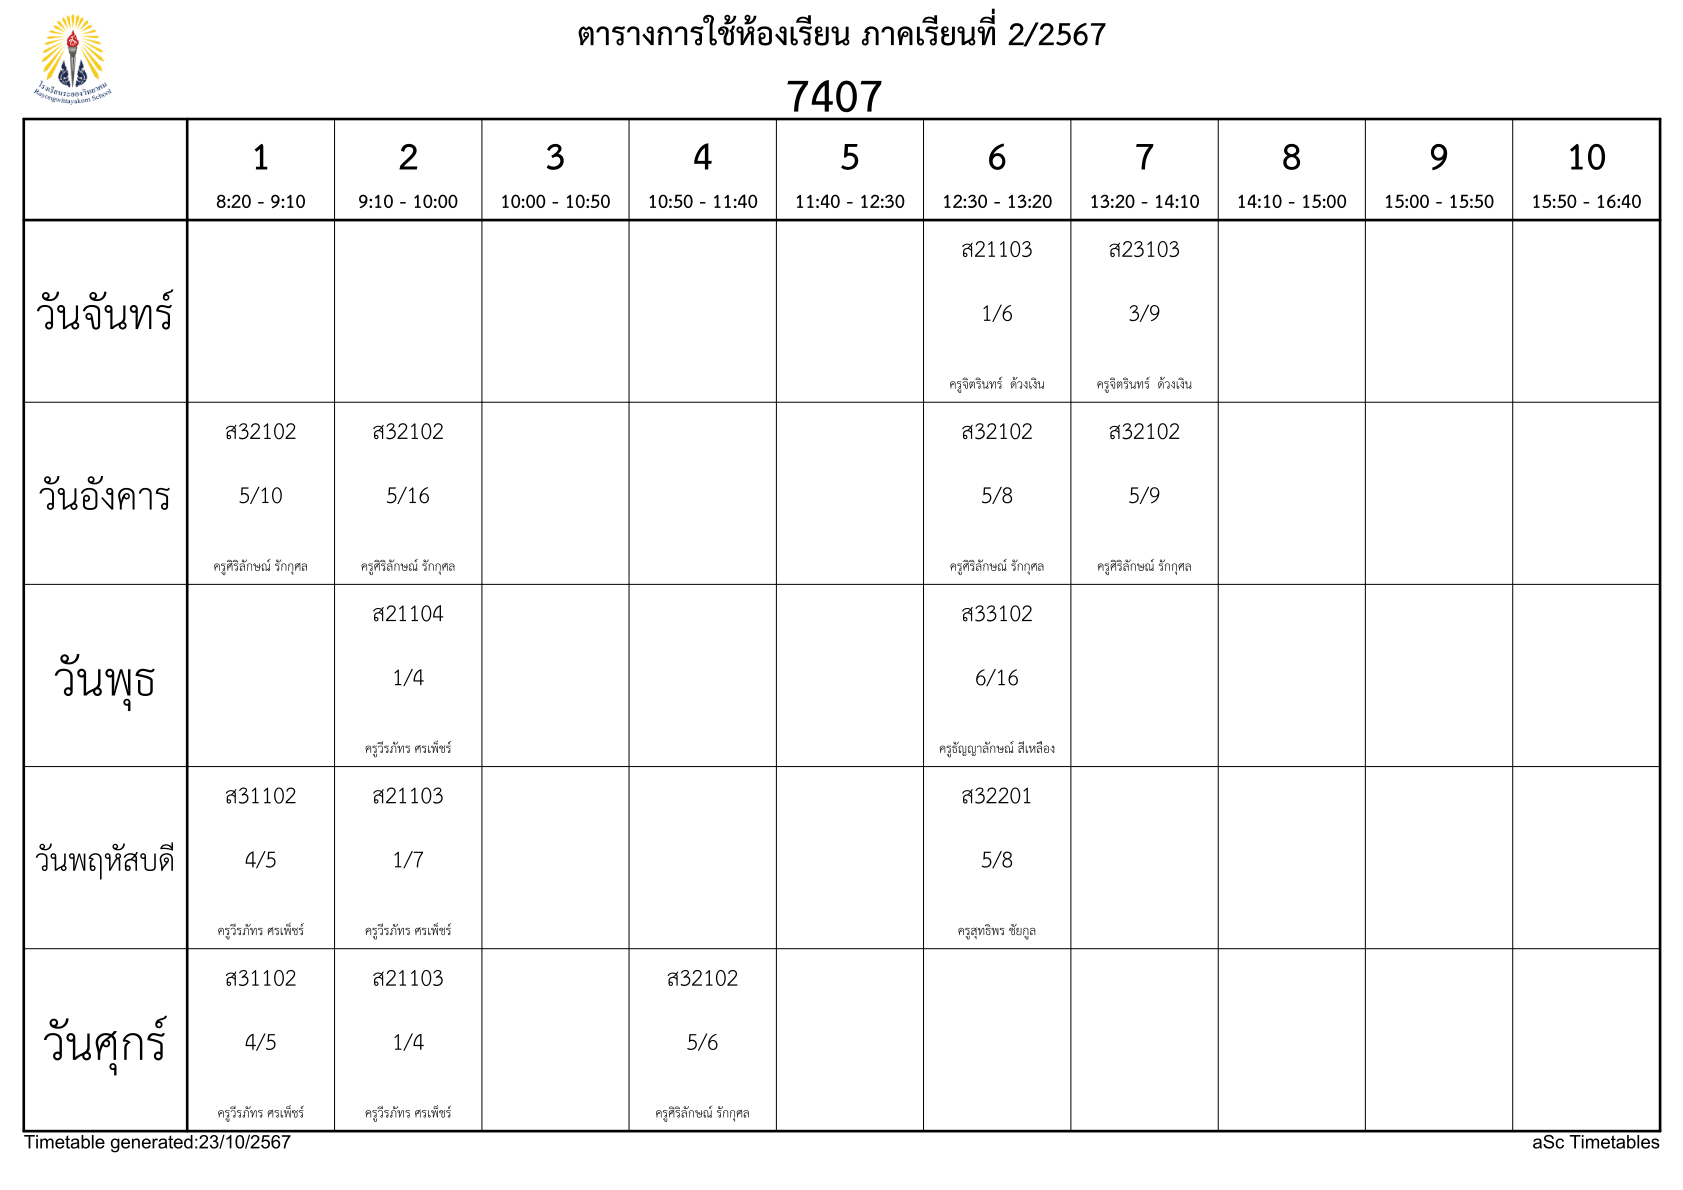 ตารางการใช้ห้องเรียน ภาคเรียนที่ 2/2567
โรงเรียนระยองวิทยาคม
Rayongwittayakom School
7407
1 2 3 4 5 6 7 8 9 10
8:20 - 9:10 9:10 - 10:00 10:00 - 10:50 10:50 - 11:40 11:40 - 12:30 12:30 - 13:20 13:20 - 14:10 14:10 - 15:00 15:00 - 15:50 15:50 - 16:40
วันจันทร์
ส21103 ส23103
1/6 3/9
ครูจิตรินทร์ ด้วงเงิน ครูจิตรินทร์ ด้วงเงิน
วันอังคาร
ส32102 ส32102 ส32102 ส32102
5/10 5/16 5/8 5/9
ครูศิริลักษณ์ รักกุศล ครูศิริลักษณ์ รักกุศล ครูศิริลักษณ์ รักกุศล ครูศิริลักษณ์ รักกุศล
วันพุธ
ส21104 ส33102
1/4 6/16
ครูวีรภัทร ศรเพ็ชร์ ครูธัญญาลักษณ์ สีเหลือง
วันพฤหัสบดี
ส31102 ส21103 ส32201
4/5 1/7 5/8
ครูวีรภัทร ศรเพ็ชร์ ครูวีรภัทร ศรเพ็ชร์ ครูสุทธิพร ชัยกูล
วันศุกร์
ส31102 ส21103 ส32102
4/5 1/4 5/6
ครูวีรภัทร ศรเพ็ชร์ ครูวีรภัทร ศรเพ็ชร์ ครูศิริลักษณ์ รักกุศล
Timetable generated:23/10/2567 aSc Timetables